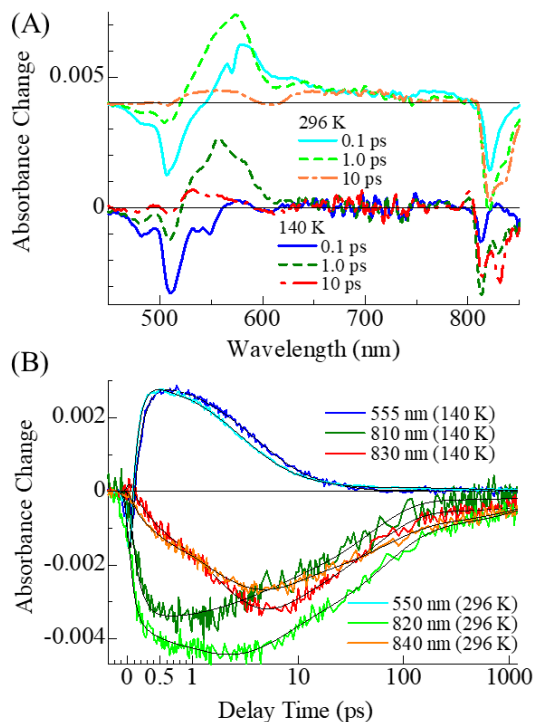 (A)
Absorbance Change
0.005
0
296 K
0.1 ps
1.0 ps
10 ps
140 K
0.1 ps
1.0 ps
10 ps
500 600 700 800
Wavelength (nm)
(B)
Absorbance Change
0.002
0
-0.002
-0.004
555 nm (140 K)
810 nm (140 K)
830 nm (140 K)
550 nm (296 K)
820 nm (296 K)
840 nm (296 K)
0 0.5 1 10 100 1000
Delay Time (ps)